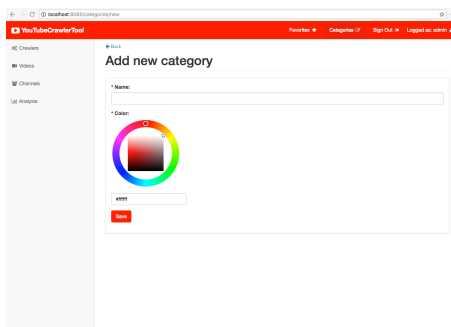 localhost:8080/categories/new
YouTubeCrawlerTool
Favorites
Categories
Sign Out
Logged as: admin
Crawlers
Videos
Channels
Analysis
Back
Add new category
* Name:
* Color:
#ffffff
Save